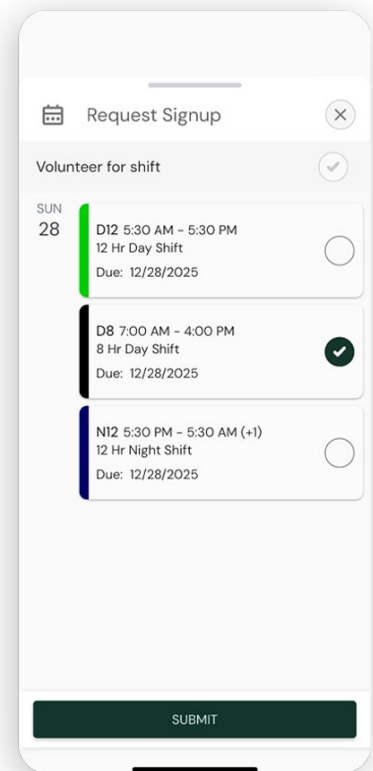 Request Signup
Volunteer for shift
SUN
28
D12 5:30 AM - 5:30 PM
12 Hr Day Shift
Due: 12/28/2025
D8 7:00 AM - 4:00 PM
8 Hr Day Shift
Due: 12/28/2025
N12 5:30 PM - 5:30 AM (+1)
12 Hr Night Shift
Due: 12/28/2025
SUBMIT